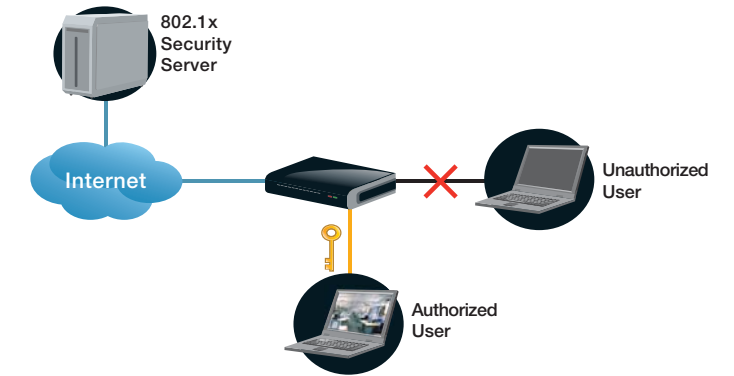 802.1x
Security
Server
Internet
Unauthorized
User
Authorized
User